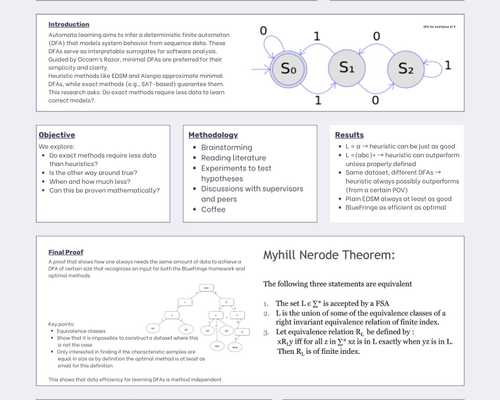 Introduction
Automata learning aims to infer a deterministic finite automaton
(DFA) that models system behavior from sequence data. These
DFAs serve as interpretable surrogates for software analysis.
Guided by Occam's Razor, minimal DFAs are preferred for their
simplicity and clarity.
Heuristic methods like EDSM and Alergia approximate minimal
DFAs, while exact methods (e.g., SAT-based) guarantee them.
This research asks: Do exact methods require less data to learn
correct models?
DFA for multiples of 3
0 1 0
S0 S1 S2 1
1 0
Objective
We explore:
• Do exact methods require less data than heuristics?
• Is the other way around true?
• When and how much less?
• Can this be proven mathematically?
Methodology
• Brainstorming
• Reading literature
• Experiments to test
hypotheses
• Discussions with supervisors
and peers
• Coffee
Results
• L = a → heuristic can be just as good
• L =(abc)+ → heuristic can outperform
unless properly defined
• Same dataset, different DFAs →
heuristic always possibly outperforms
(from a certain POV)
• Plain EDSM always at least as good
• BlueFringe as efficient as optimal
Final Proof
A proof that shows how one always needs the same amount of data to achieve a
DFA of certain size that recognises an input for both the BlueFringe framework and
optimal methods.
Key points:
• Equivalence classes
• Show that it is impossible to construct a dataset where this
is not the case
• Only interested in finding if the characteristic samples are
equal in size as by definition the optimal method is at least as
small for this definition
This shows that data efficiency for learning DFAs is method independent
Myhill Nerode Theorem:
The following three statements are equivalent
1. The set L ϵ ∑* is accepted by a FSA
2. L is the union of some of the equivalence classes of a
right invariant equivalence relation of finite index.
3. Let equivalence relation RL be defined by :
xRLy iff for all z in ∑* xz is in L exactly when yz is in L.
Then RL is of finite index.